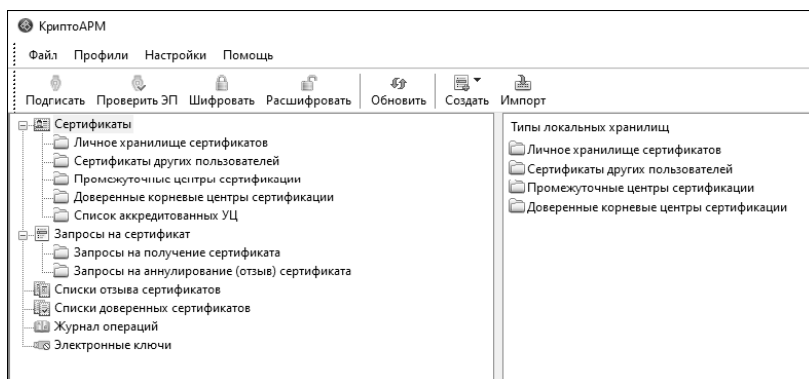 КриптоАРМ
Файл Профили Настройки Помощь
Подписать Проверить ЭП Шифровать Расшифровать Обновить Создать Импорт
Сертификаты
Личное хранилище сертификатов
Сертификаты других пользователей
Промежуточные центры сертификации
Доверенные корневые центры сертификации
Список аккредитованных УЦ
Запросы на сертификат
Запросы на получение сертификата
Запросы на аннулирование (отзыв) сертификата
Списки отзыва сертификатов
Списки доверенных сертификатов
Журнал операций
Электронные ключи
Типы локальных хранилищ
Личное хранилище сертификатов
Сертификаты других пользователей
Промежуточные центры сертификации
Доверенные корневые центры сертификации